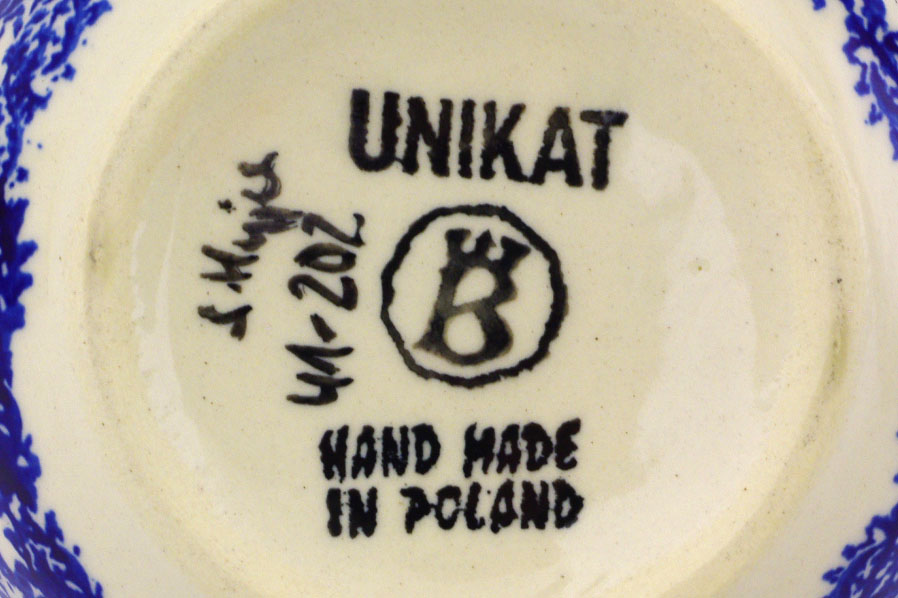 UNIKAT
B
41-202
HAND MADE
IN POLAND